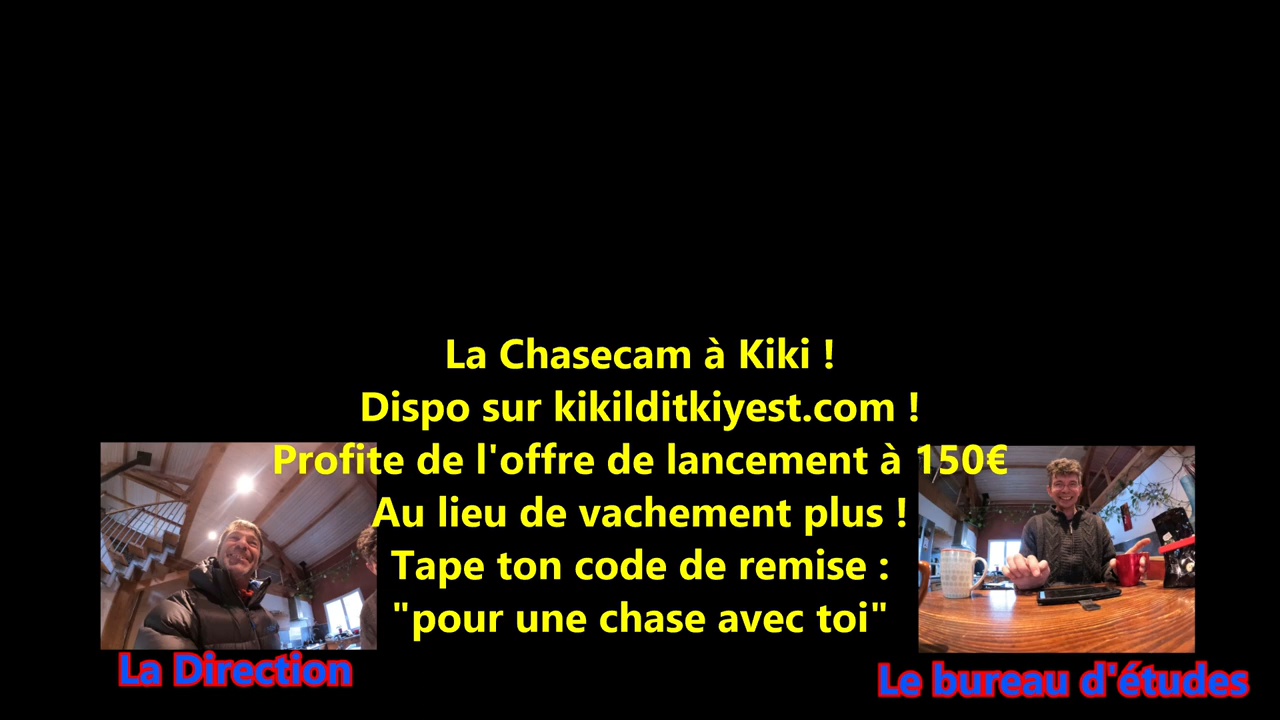 La Chasecam à Kiki !
Dispo sur kikilditkiyest.com !
Profite de l'offre de lancement à 150€
Au lieu de vachement plus !
Tape ton code de remise :
"pour une chase avec toi"
La Direction
Le bureau d'études